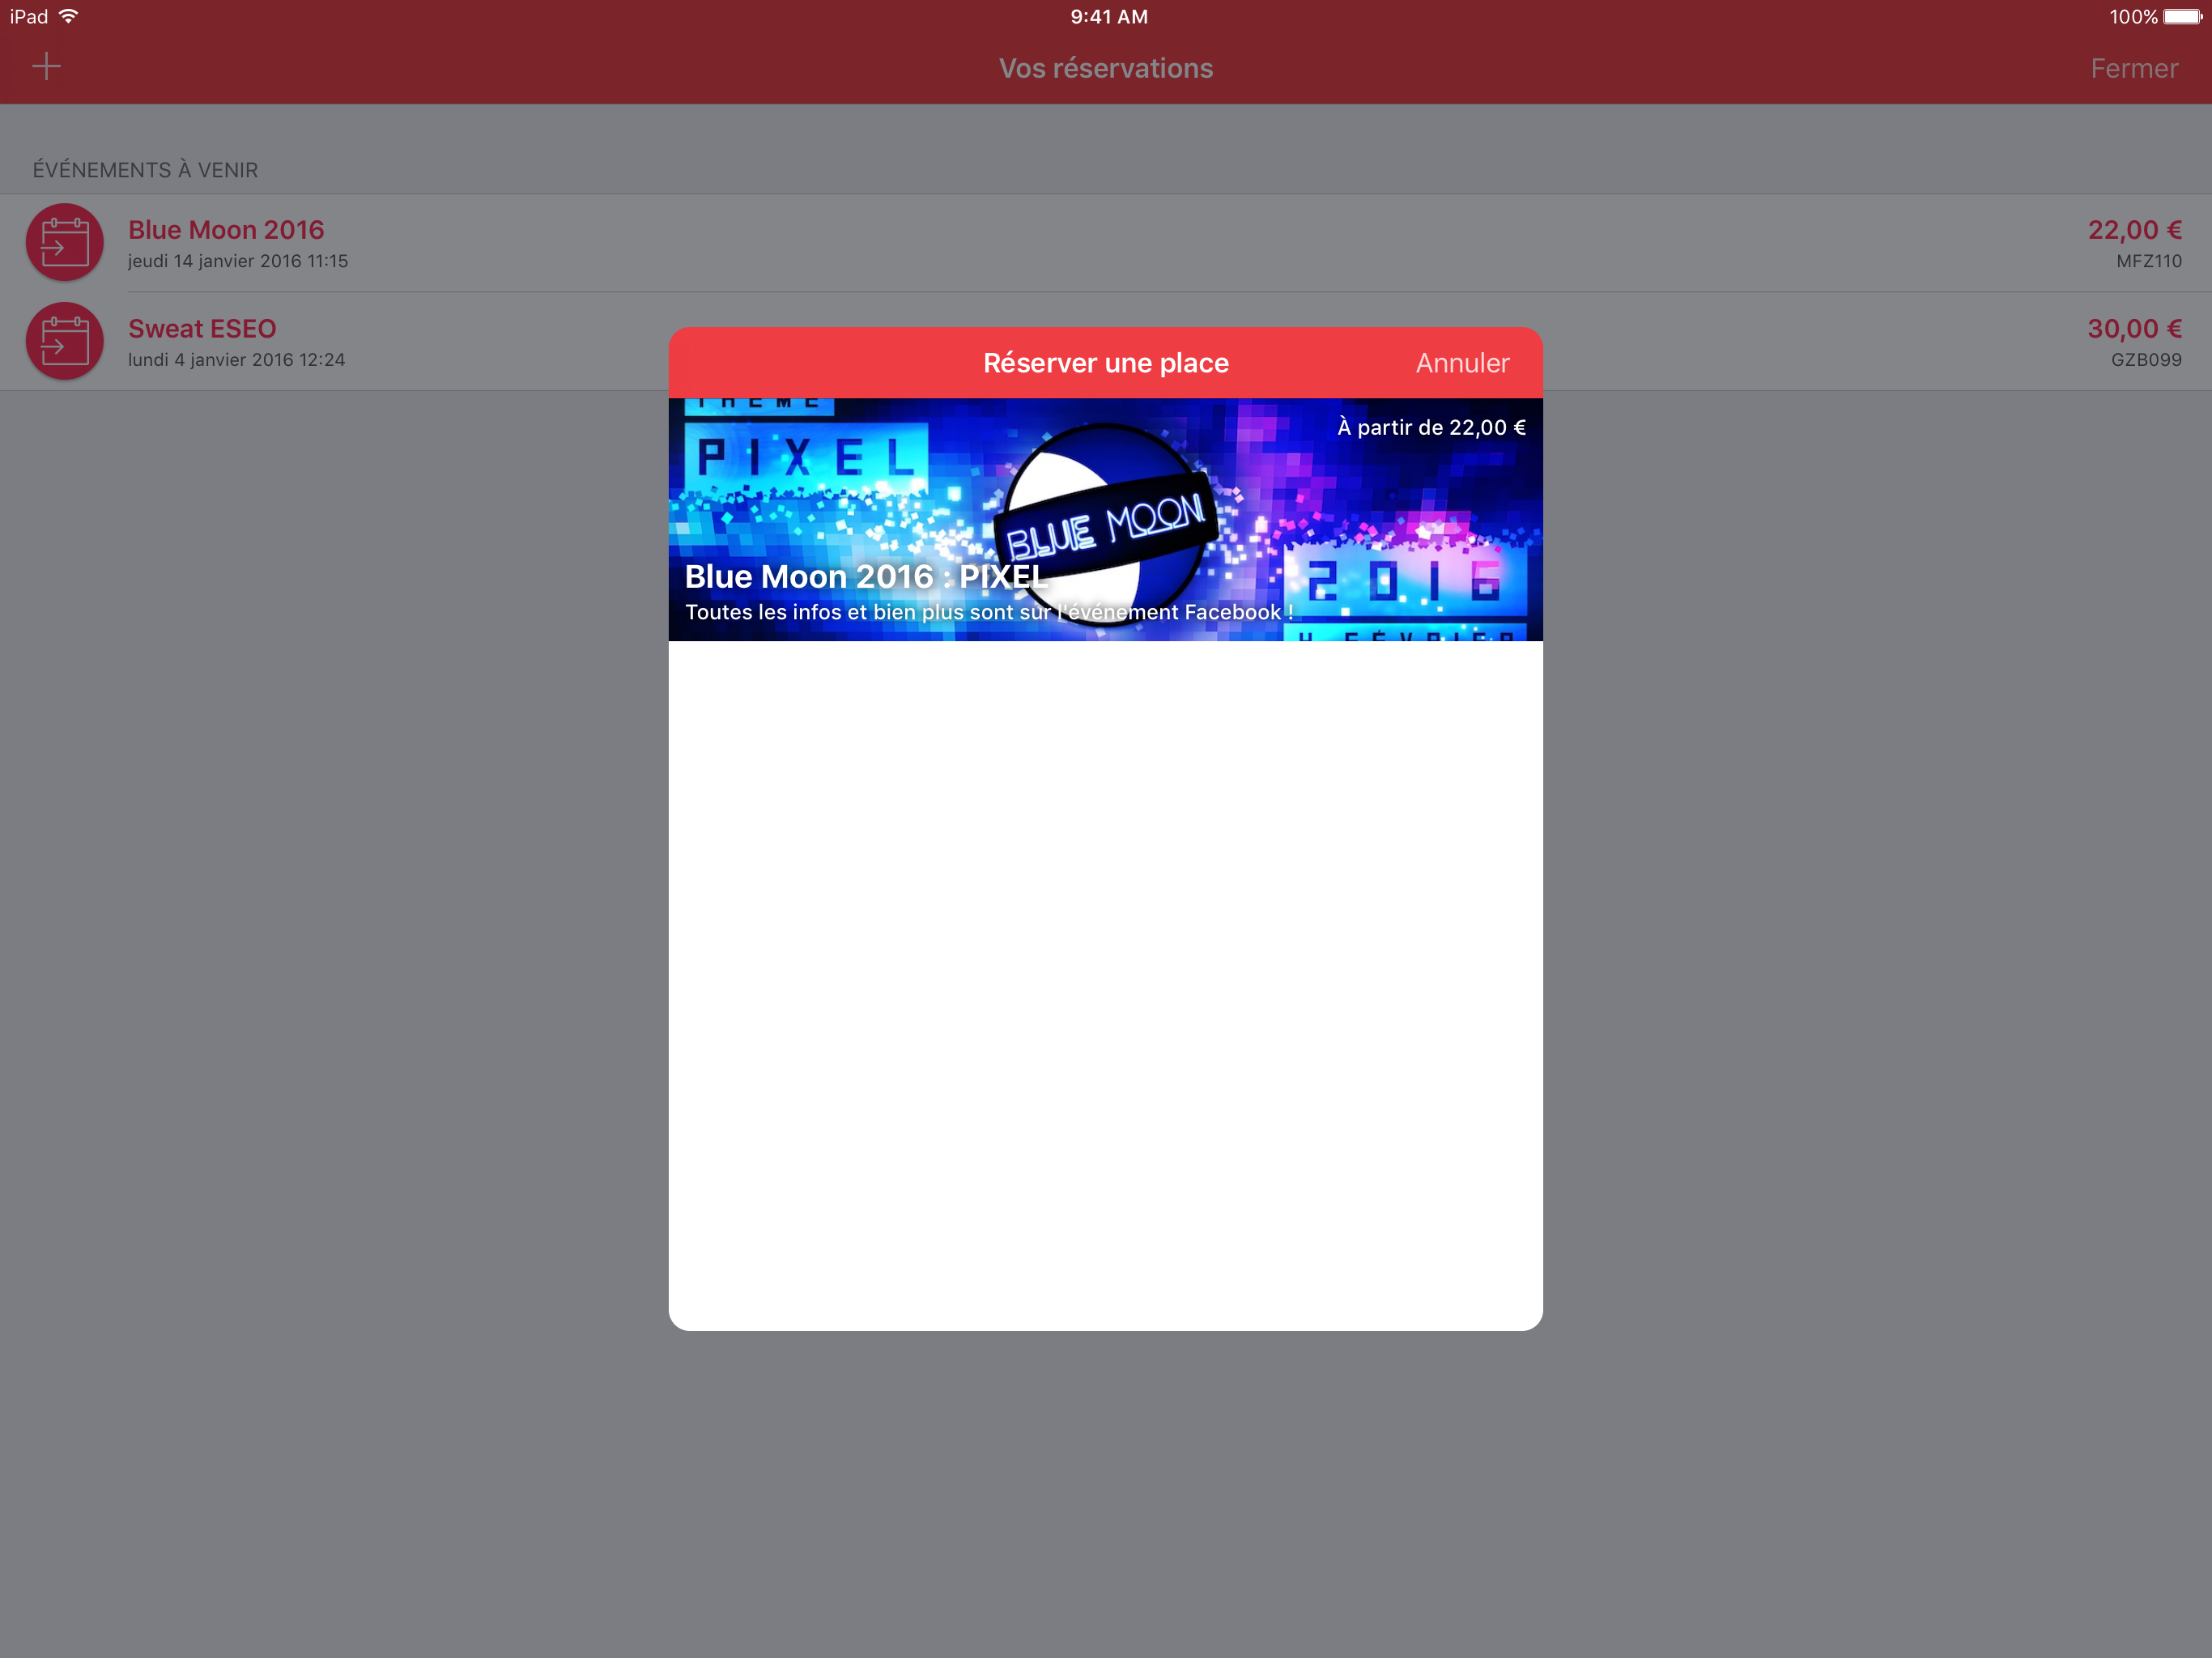 iPad
9:41 AM
100%
Vos réservations
Fermer
ÉVÉNEMENTS À VENIR
Blue Moon 2016
22,00 €
jeudi 14 janvier 2016 11:15
MFZ110
Sweat ESEO
30,00 €
lundi 4 janvier 2016 12:24
GZB099
Réserver une place
Annuler
THEME
À partir de 22,00 €
PIXEL
BLUE MOON
Blue Moon 2016 : PIXEL
2016
Toutes les infos et bien plus sont sur l'événement Facebook !
FÉVRIER